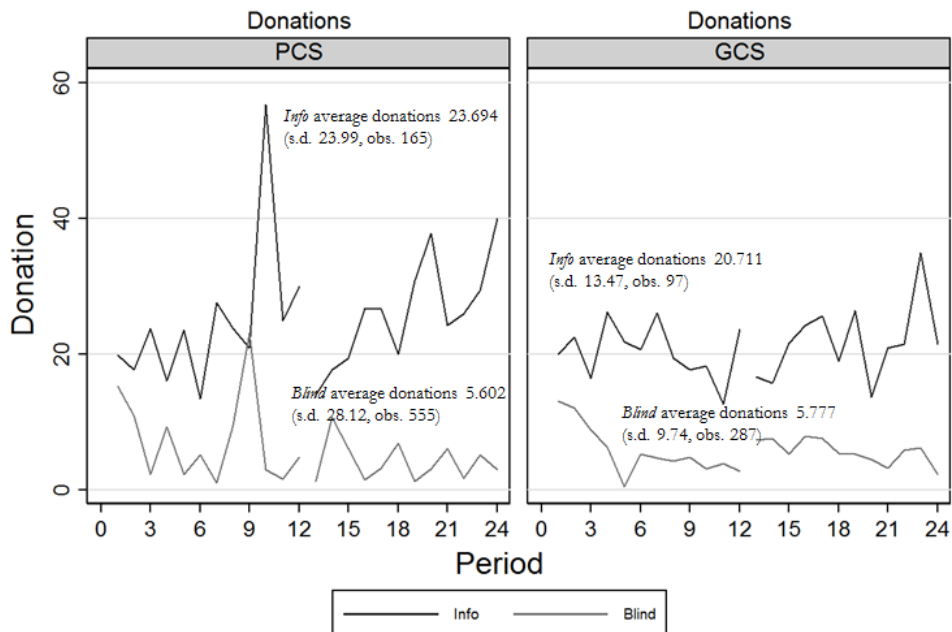 Donations
PCS
Donations
GCS
Donation
60
40
20
0
Info average donations 23.694
(s.d. 23.99, obs. 165)
Blind average donations 5.602
(s.d. 28.12, obs. 555)
Info average donations 20.711
(s.d. 13.47, obs. 97)
Blind average donations 5.777
(s.d. 9.74, obs. 287)
0 3 6 9 12 15 18 21 24
0 3 6 9 12 15 18 21 24
Period
Info Blind